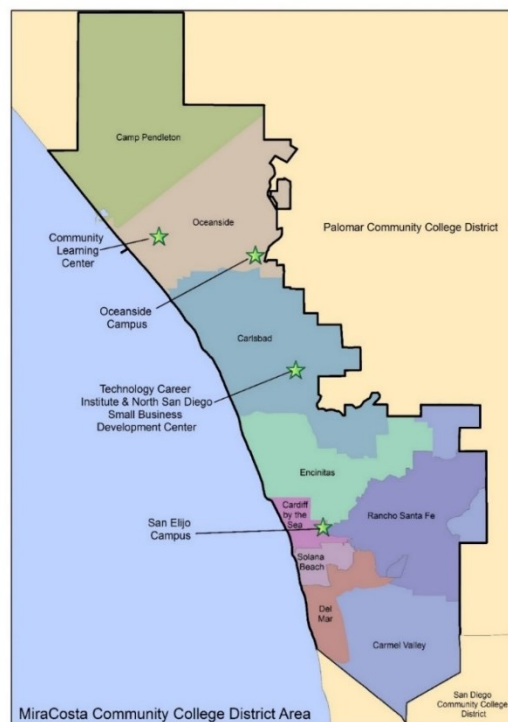 Camp Pendleton
Oceanside
Palomar Community College District
Community
Learning
Center
Oceanside
Campus
Carlsbad
Technology Career
Institute & North San Diego
Small Business
Development Center
Encinitas
Cardiff
by the
Sea
Rancho Santa Fe
San Elijo
Campus
Solana
Beach
Del
Mar
Carmel Valley
San Diego
Community College
District
MiraCosta Community College District Area